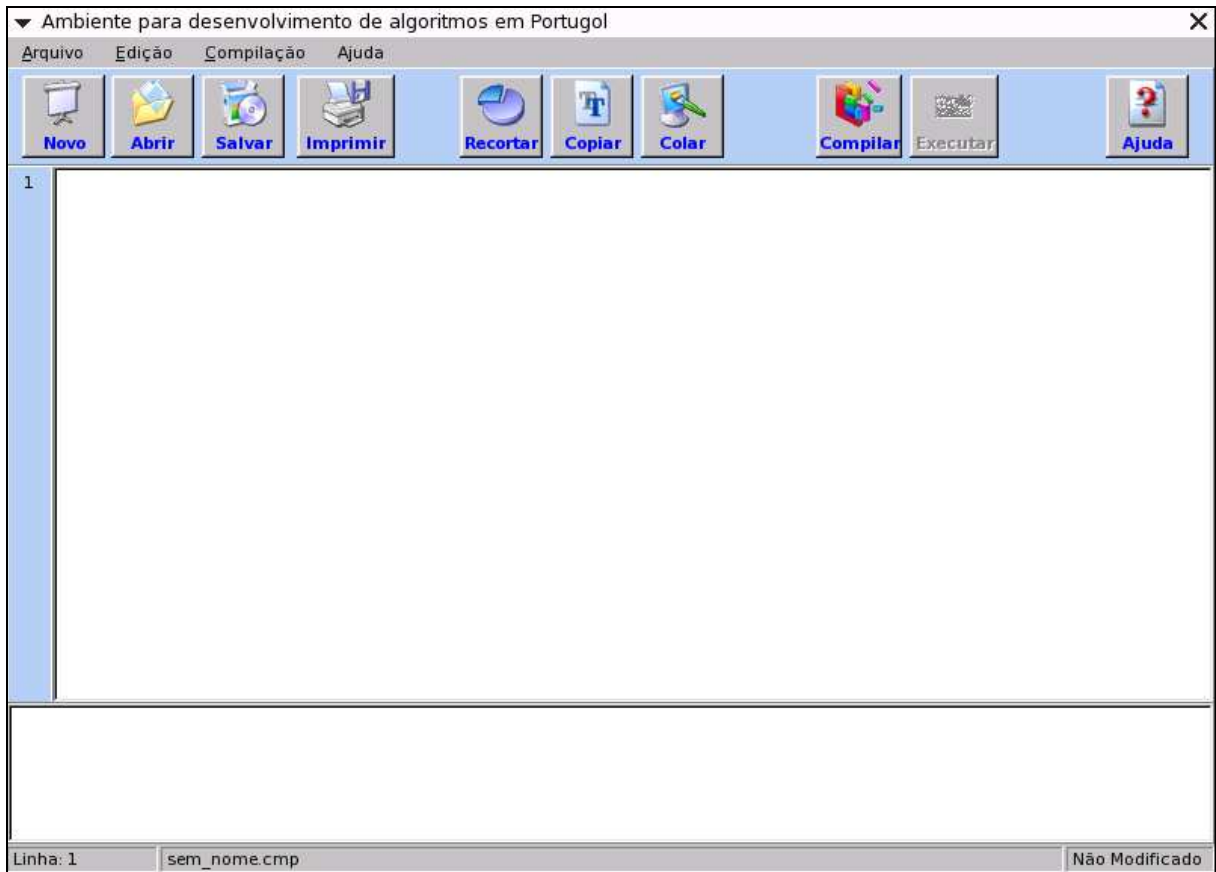 Ambiente para desenvolvimento de algoritmos em Portugol
Arquivo Edição Compilação Ajuda
Novo Abrir Salvar Imprimir Recortar Copiar Colar Compilar Executar Ajuda
1
Linha: 1 sem_nome.cmp Não Modificado